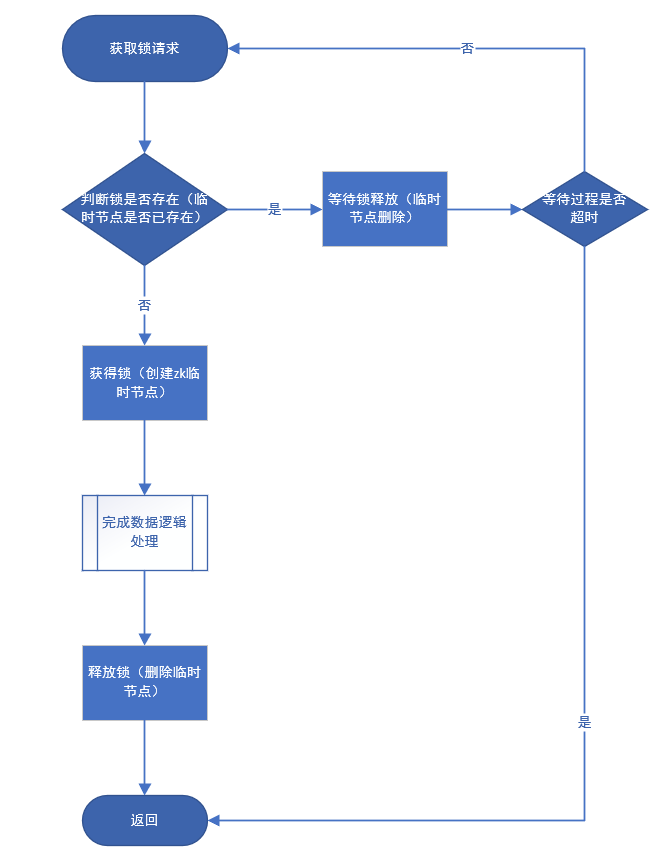 获取锁请求
否
判断锁是否存在（临
时节点是否已存在）
是
等待锁释放（临时
节点删除）
等待过程是否
超时
否
获得锁（创建zk临
时节点）
完成数据逻辑
处理
释放锁（删除临时
节点）
是
返回